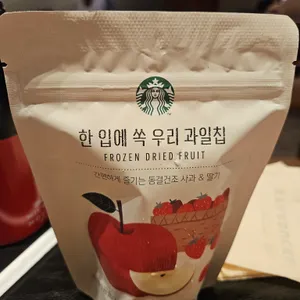 한 입에 쏙 우리 과일칩
FROZEN DRIED FRUIT
간편하게 즐기는 동결건조 사과 & 딸기